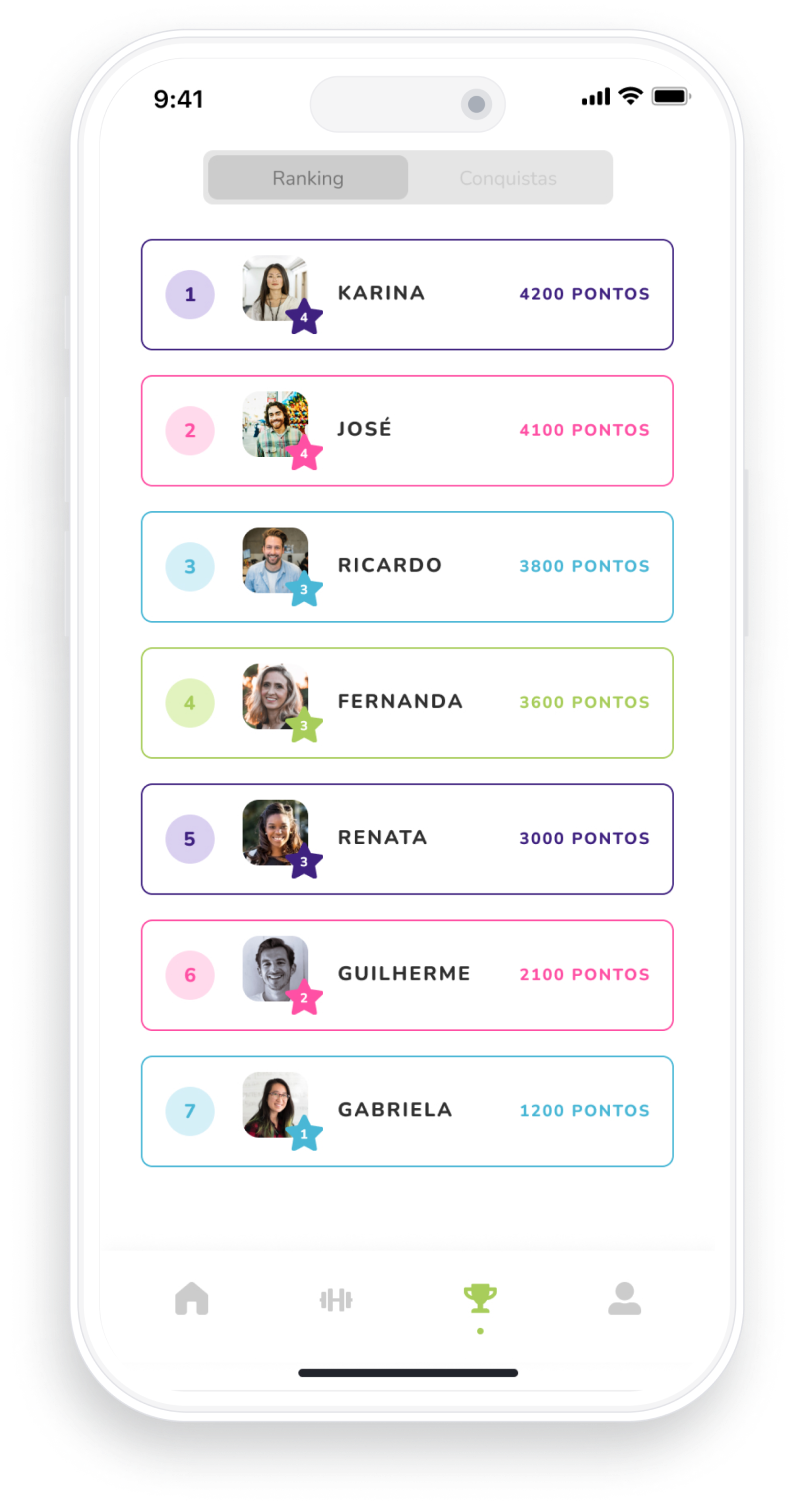 9:41
Ranking Conquistas
1 4 KARINA 4200 PONTOS
2 4 JOSÉ 4100 PONTOS
3 3 RICARDO 3800 PONTOS
4 3 FERNANDA 3600 PONTOS
5 3 RENATA 3000 PONTOS
6 2 GUILHERME 2100 PONTOS
7 1 GABRIELA 1200 PONTOS